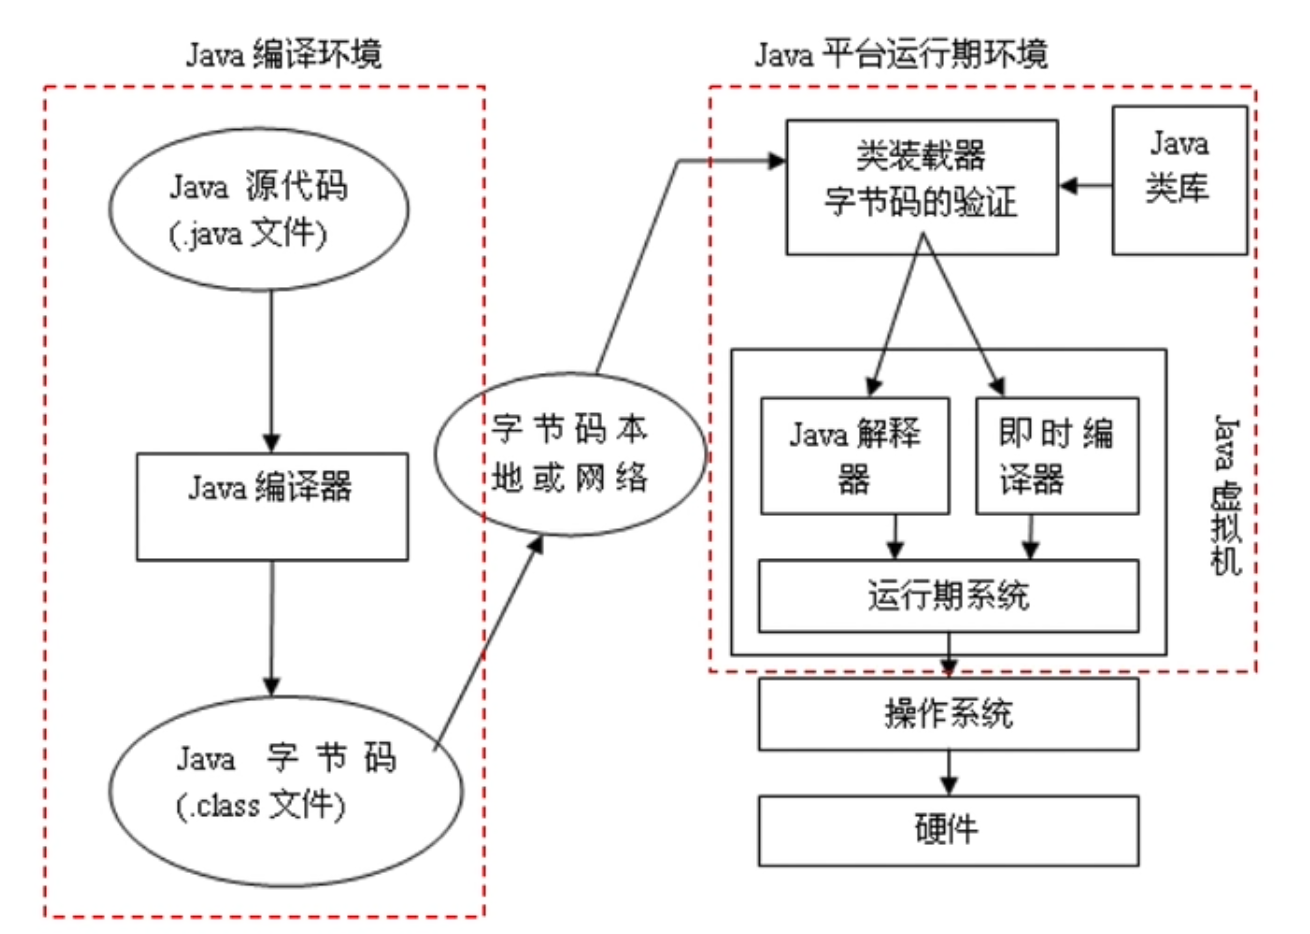 Java 编译环境
Java 源代码
(.java 文件)
Java 编译器
Java 字节码
(.class 文件)
字节码本
地或网络
Java 平台运行期环境
类装载器
字节码的验证
Java
类库
Java 解释
器
即时编
译器
运行期系统
Java 虚拟机
操作系统
硬件